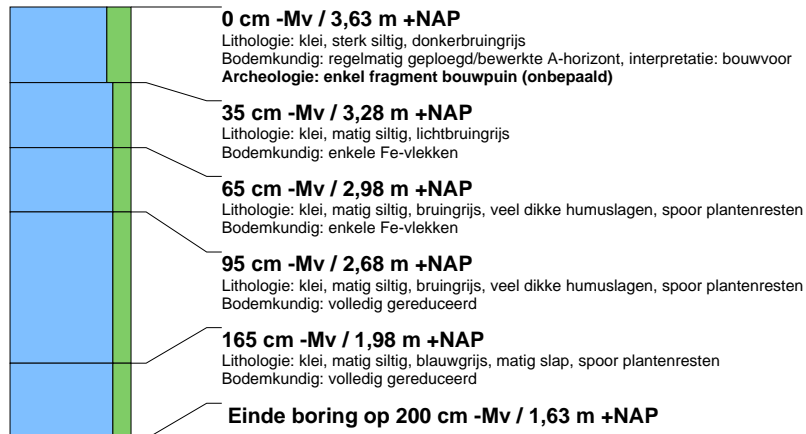 0 cm -Mv / 3,63 m +NAP
Lithologie: klei, sterk siltig, donkerbruingrijs
Bodemkundig: regelmatig geploegd/bewerkte A-horizont, interpretatie: bouwvoor
Archeologie: enkel fragment bouwpuin (onbepaald)
35 cm -Mv / 3,28 m +NAP
Lithologie: klei, matig siltig, lichtbruingrijs
Bodemkundig: enkele Fe-vlekken
65 cm -Mv / 2,98 m +NAP
Lithologie: klei, matig siltig, bruingrijs, veel dikke humuslagen, spoor plantenresten
Bodemkundig: enkele Fe-vlekken
95 cm -Mv / 2,68 m +NAP
Lithologie: klei, matig siltig, bruingrijs, veel dikke humuslagen, spoor plantenresten
Bodemkundig: volledig gereduceerd
165 cm -Mv / 1,98 m +NAP
Lithologie: klei, matig siltig, blauwgrijs, matig slap, spoor plantenresten
Bodemkundig: volledig gereduceerd
Einde boring op 200 cm -Mv / 1,63 m +NAP